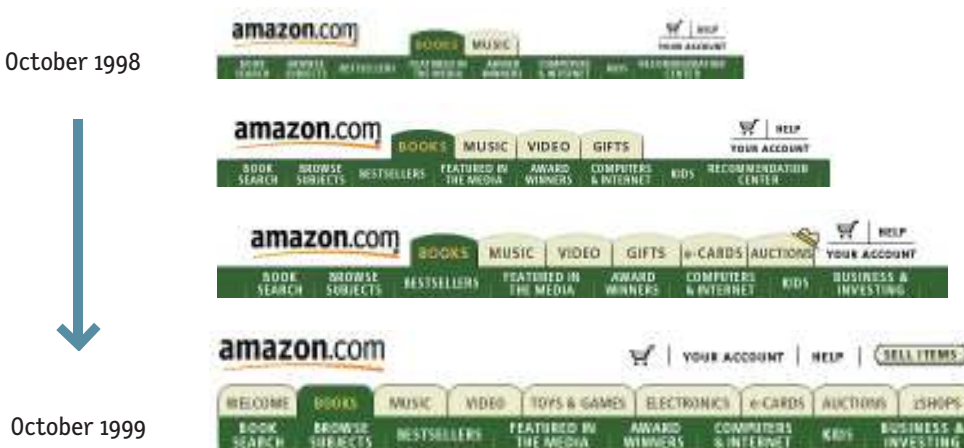 October 1998
amazon.com
BOOKS MUSIC
HELP
YOUR ACCOUNT
BOOK SEARCH BROWSE SUBJECTS BESTSELLERS FEATURED IN THE MEDIA AWARD WINNERS COMPUTERS & INTERNET KIDS RECOMMENDATION CENTER
amazon.com
BOOKS MUSIC VIDEO GIFTS
HELP
YOUR ACCOUNT
BOOK SEARCH BROWSE SUBJECTS BESTSELLERS FEATURED IN THE MEDIA AWARD WINNERS COMPUTERS & INTERNET KIDS RECOMMENDATION CENTER
amazon.com
BOOKS MUSIC VIDEO GIFTS e-CARDS AUCTIONS
HELP
YOUR ACCOUNT
BOOK SEARCH BROWSE SUBJECTS BESTSELLERS FEATURED IN THE MEDIA AWARD WINNERS COMPUTERS & INTERNET KIDS BUSINESS & INVESTING
amazon.com
YOUR ACCOUNT HELP SELL ITEMS
WELCOME BOOKS MUSIC VIDEO TOYS & GAMES ELECTRONICS e-CARDS AUCTIONS zSHOPS
October 1999
BOOK SEARCH BROWSE SUBJECTS BESTSELLERS FEATURED IN THE MEDIA AWARD WINNERS COMPUTERS & INTERNET KIDS BUSINESS & INVESTING